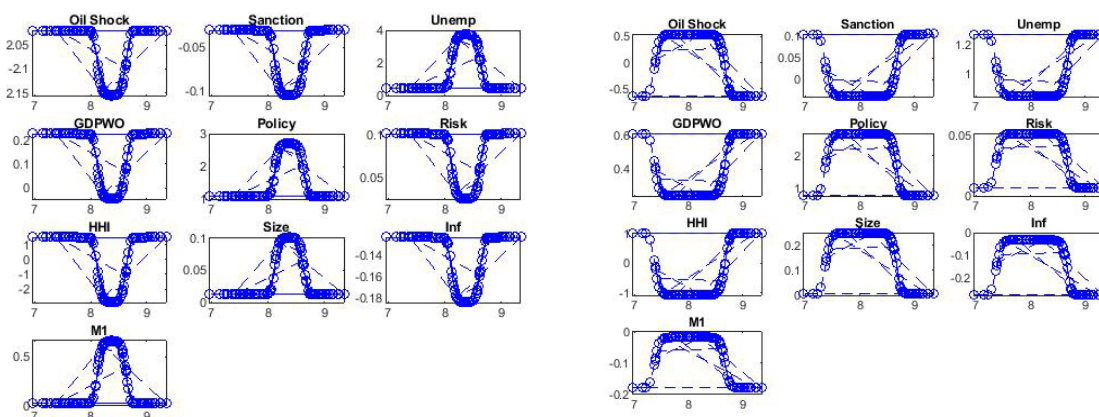 Oil Shock Sanction Unemp
2.05 -0.05 4
2.1 2
2.15 -0.1 0
7 8 9 7 8 9 7 8 9
GDPWO Policy Risk
0.2 3 0.1
0 2 0.05
1
7 8 9 7 8 9 7 8 9
HHI Size Inf
1 0.1 -0.14
0 0.05 -0.16
-1
-2
-3 0 -0.18
7 8 9 7 8 9 7 8 9
M1
0.5
0
7 8 9
Oil Shock Sanction Unemp
0.5 0.1 1.2
0 0.05 1
-0.5 0
7 8 9 7 8 9 7 8 9
GDPWO Policy Risk
0.6 2 0.05
0.4 1 0
7 8 9 7 8 9 7 8 9
HHI Size Inf
1 0.2 0
0 0.1 -0.1
-1 0 -0.2
7 8 9 7 8 9 7 8 9
M1
0
-0.1
-0.2
7 8 9